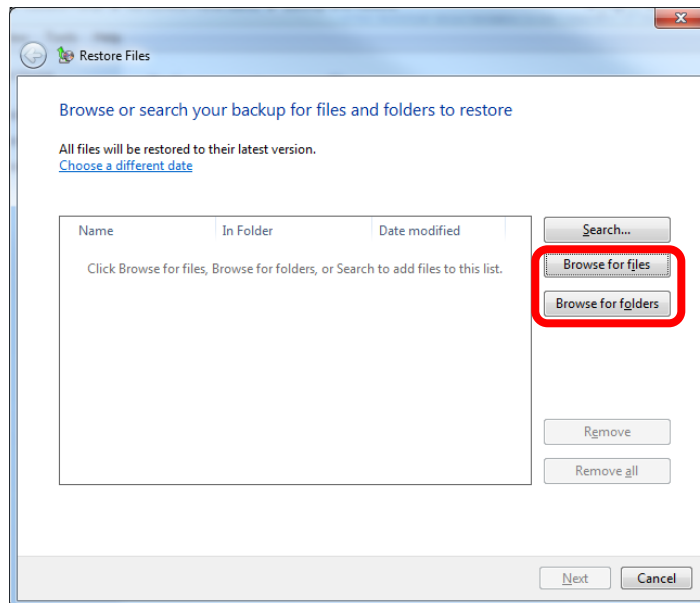 Restore Files
Browse or search your backup for files and folders to restore
All files will be restored to their latest version.
Choose a different date
Name In Folder Date modified
Search...
Click Browse for files, Browse for folders, or Search to add files to this list.
Browse for files
Browse for folders
Remove
Remove all
Next Cancel